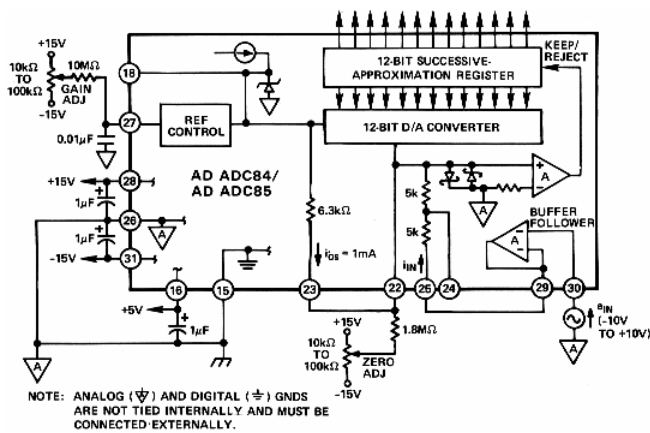 +15V
10kΩ
TO
100kΩ
10MΩ
GAIN
ADJ
-15V
18
KEEP/
REJECT
12-BIT SUCCESSIVE-
APPROXIMATION REGISTER
27
REF
CONTROL
12-BIT D/A CONVERTER
0.01μF
AD ADC84/
AD ADC85
+15V
28
1μF
+
26
A
1μF
+
-15V
31
6.3kΩ
iOS = 1mA
5k
5k
iIN
A
+
-
A
BUFFER
FOLLOWER
A
+
-
16
15
23
22
26
24
29
30
+5V
+
1μF
A
+15V
10kΩ
TO
100kΩ
-15V
1.8MΩ
ZERO
ADJ
eIN
(-10V
TO +10V)
A
NOTE: ANALOG (A) AND DIGITAL (⏚) GNDS
ARE NOT TIED INTERNALLY AND MUST BE
CONNECTED EXTERNALLY.